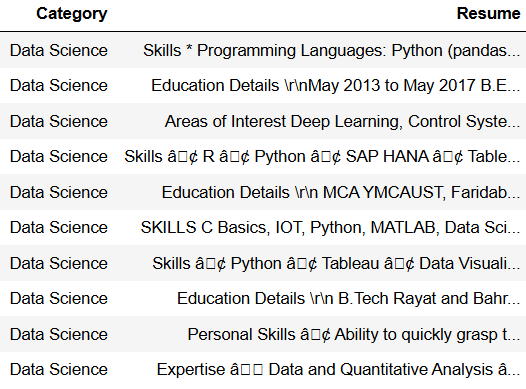 Category Resume
Data Science Skills * Programming Languages: Python (pandas...
Data Science Education Details \r\nMay 2013 to May 2017 B.E...
Data Science Areas of Interest Deep Learning, Control Syste...
Data Science Skills â□¢ R â□¢ Python â□¢ SAP HANA â□¢ Table...
Data Science Education Details \r\n MCA YMCAUST, Faridab...
Data Science SKILLS C Basics, IOT, Python, MATLAB, Data Sci...
Data Science Skills â□¢ Python â□¢ Tableau â□¢ Data Visuali...
Data Science Education Details \r\n B.Tech Rayat and Bahr...
Data Science Personal Skills â□¢ Ability to quickly grasp t...
Data Science Expertise â□□ Data and Quantitative Analysis â...